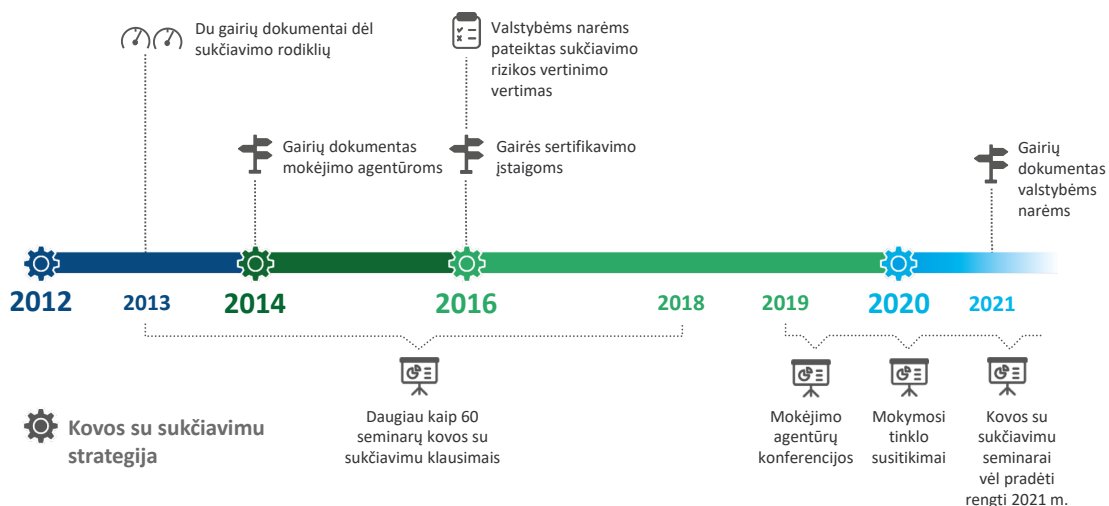 Du gairių dokumentai dėl
sukčiavimo rodiklių
Valstybėms narėms
pateiktas sukčiavimo
rizikos vertinimo
vertimas
Gairių dokumentas
mokėjimo agentūroms
Gairės sertifikavimo
įstaigoms
Gairių
dokumentas
valstybėms
narėms
2012
2013
2014
2016
2018
2019
2020
2021
Kovos su sukčiavimu
strategija
Daugiau kaip 60
seminarų kovos su
sukčiavimu klausimais
Mokėjimo
agentūrų
konferencijos
Mokymosi
tinklo
susitikimai
Kovos su
sukčiavimu
seminarai
vėl pradėti
rengti 2021 m.